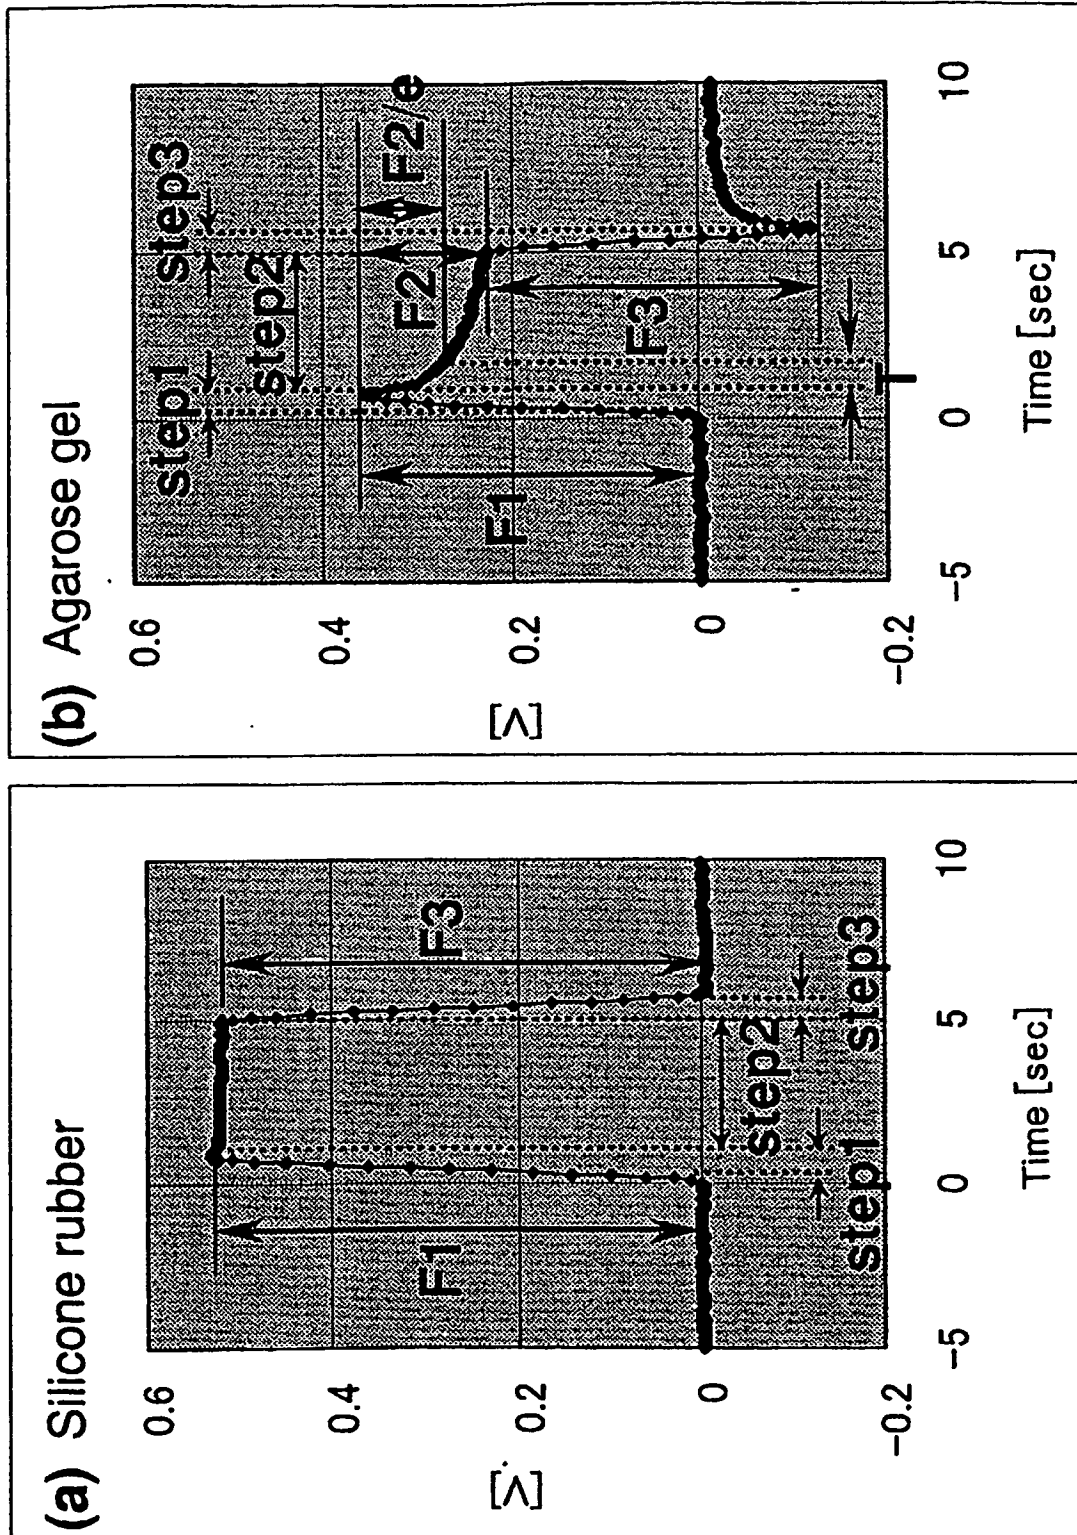 (a) Silicone rubber
0.6
0.4
0.2
0
-0.2
[V]
F1
F3
step1
step2
step3
-5
0
5
10
Time [sec]
(b) Agarose gel
0.6
0.4
0.2
0
-0.2
[V]
step1
step2
step3
F1
F2
F2/e
F3
T
-5
0
5
10
Time [sec]